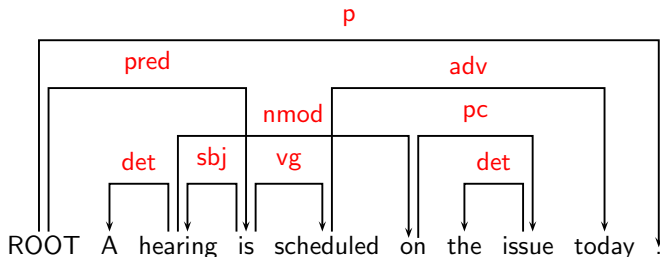 p
pred adv
nmod pc
det sbj vg det
ROOT A hearing is scheduled on the issue today .